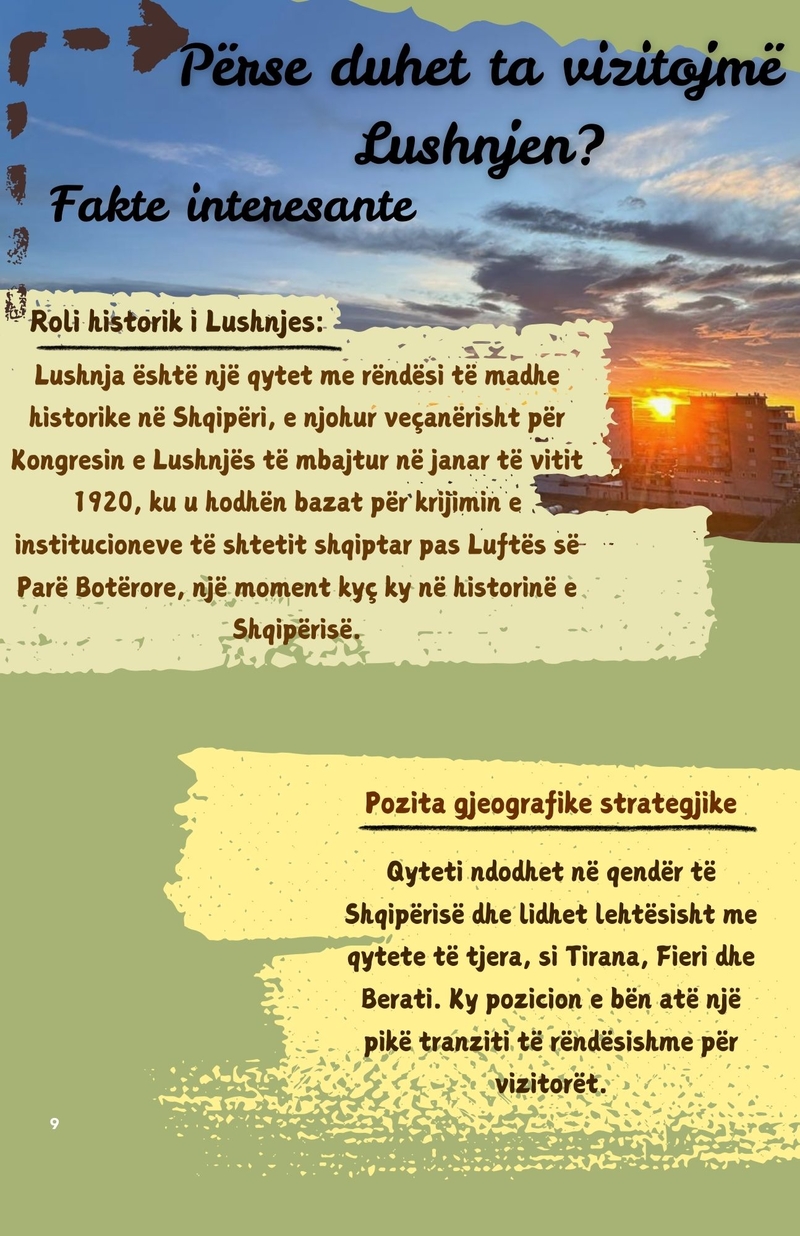 Përse duhet ta vizitojmë
Lushnjen?
Fakte interesante
Roli historik i Lushnjes:
Lushnja është një qytet me rëndësi të madhe
historike në Shqipëri, e njohur veçanërisht për
Kongresin e Lushnjës të mbajtur në janar të vitit
1920, ku u hodhën bazat për krijimin e
institucioneve të shtetit shqiptar pas Luftës së
Parë Botërore, një moment kyç ky në historinë e
Shqipërisë.
Pozita gjeografike strategjike
Qyteti ndodhet në qendër të
Shqipërisë dhe lidhet lehtësisht me
qytete të tjera, si Tirana, Fieri dhe
Berati. Ky pozicion e bën atë një
pikë tranziti të rëndësishme për
vizitorët.
9